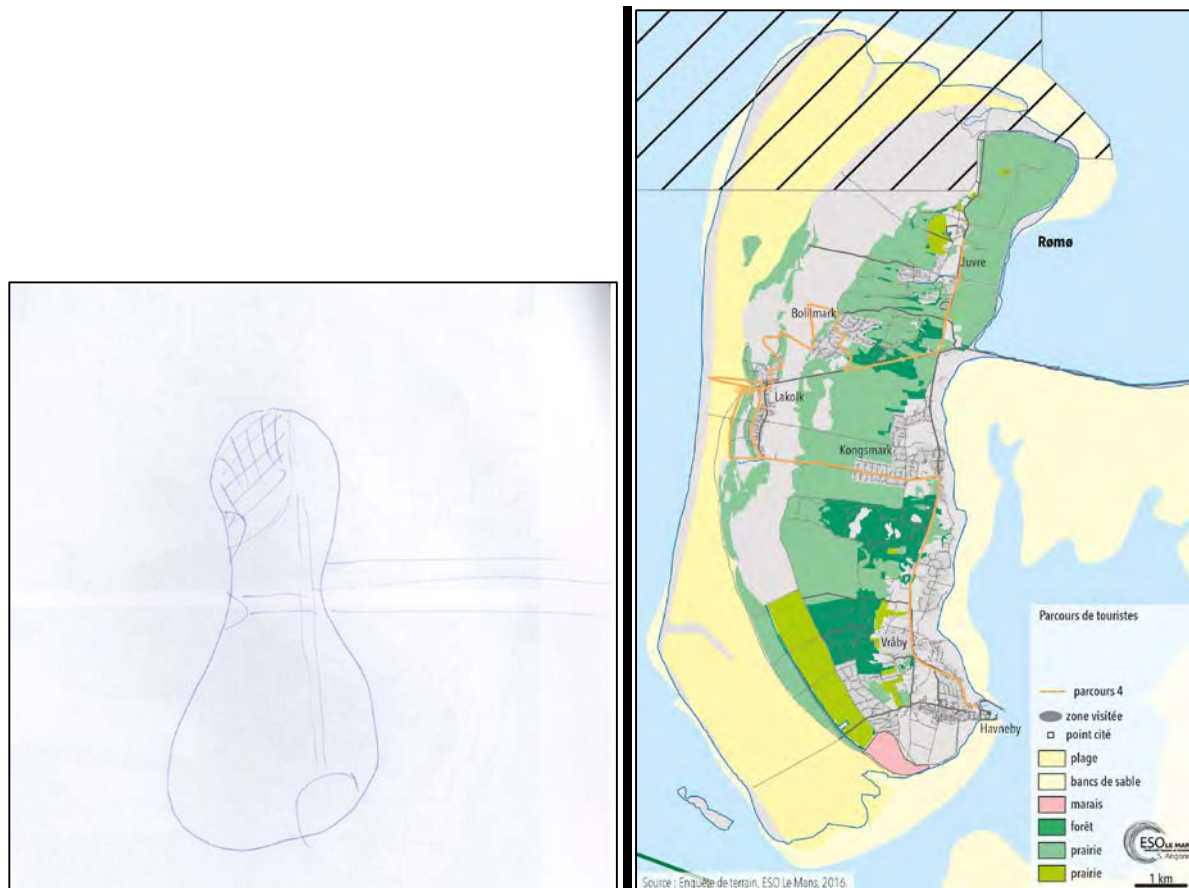 Rømø
Juvre
Bolilmark
Lakolk
Kongsmark
Vråby
Havneby
Parcours de touristes
parcours 4
zone visitée
point cité
plage
bancs de sable
marais
forêt
prairie
prairie
ESO LE MANS
S. Angonnet
1 km
Source : Enquête de terrain, ESO Le Mans, 2016.